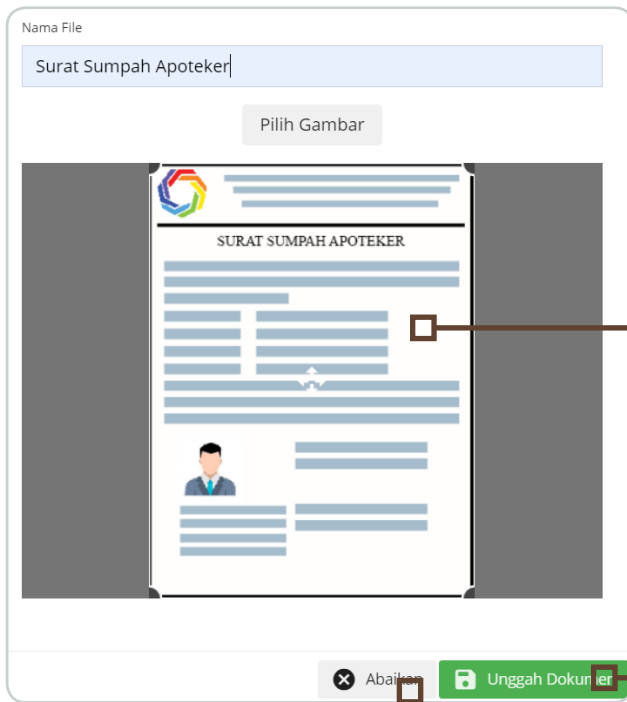 Nama File
Surat Sumpah Apoteker
Pilih Gambar
SURAT SUMPAH APOTEKER
Abaikan
Unggah Dokumen